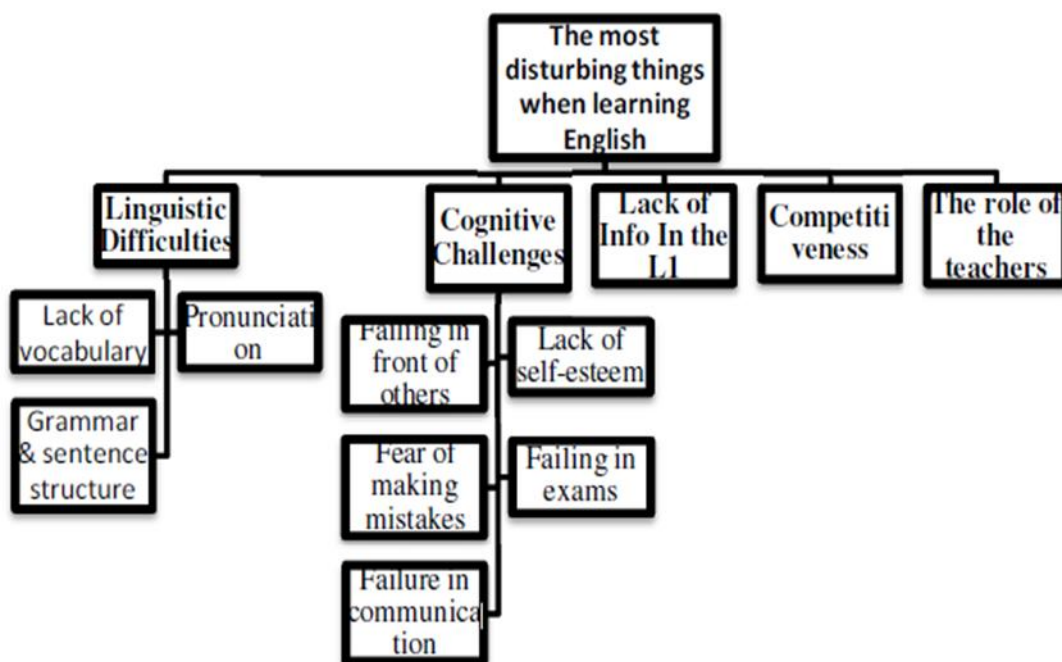 The most
disturbing things
when learning
English
Linguistic
Difficulties
Cognitive
Challenges
Lack of
Info In the
L1
Competiti
veness
The role of
the
teachers
Lack of
vocabulary
Pronunciati
on
Grammar
& sentence
structure
Failing in
front of
others
Lack of
self-esteem
Fear of
making
mistakes
Failing in
exams
Failure in
communica
tion